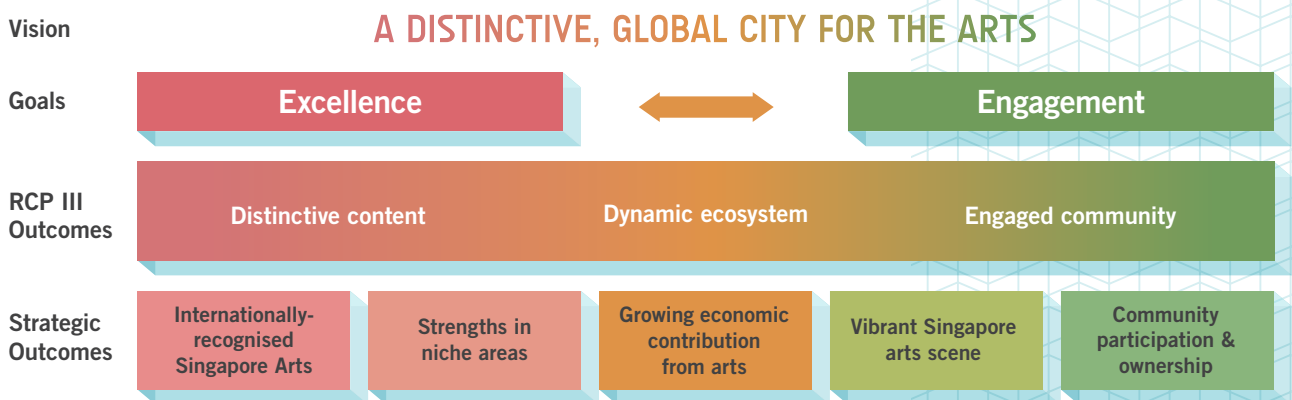 Vision
A DISTINCTIVE, GLOBAL CITY FOR THE ARTS
Goals
Excellence
Engagement
RCP III
Outcomes
Distinctive content
Dynamic ecosystem
Engaged community
Strategic
Outcomes
Internationally-
recognised
Singapore Arts
Strengths in
niche areas
Growing economic
contribution
from arts
Vibrant Singapore
arts scene
Community
participation &
ownership